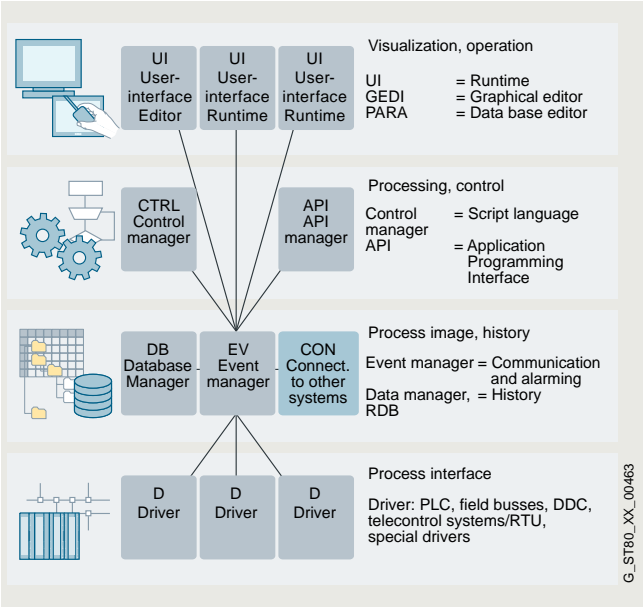 UI
User-
interface
Editor
UI
User-
interface
Runtime
UI
User-
interface
Runtime
Visualization, operation
UI = Runtime
GEDI = Graphical editor
PARA = Data base editor
CTRL
Control
manager
API
API
manager
Processing, control
Control = Script language
manager
API = Application
Programming
Interface
DB
Database
Manager
EV
Event
manager
CON
Connect.
to other
systems
Process image, history
Event manager = Communication
and alarming
Data manager, = History
RDB
D
Driver
D
Driver
D
Driver
Process interface
Driver: PLC, field busses, DDC,
telecontrol systems/RTU,
special drivers
G_ST80_XX_00463